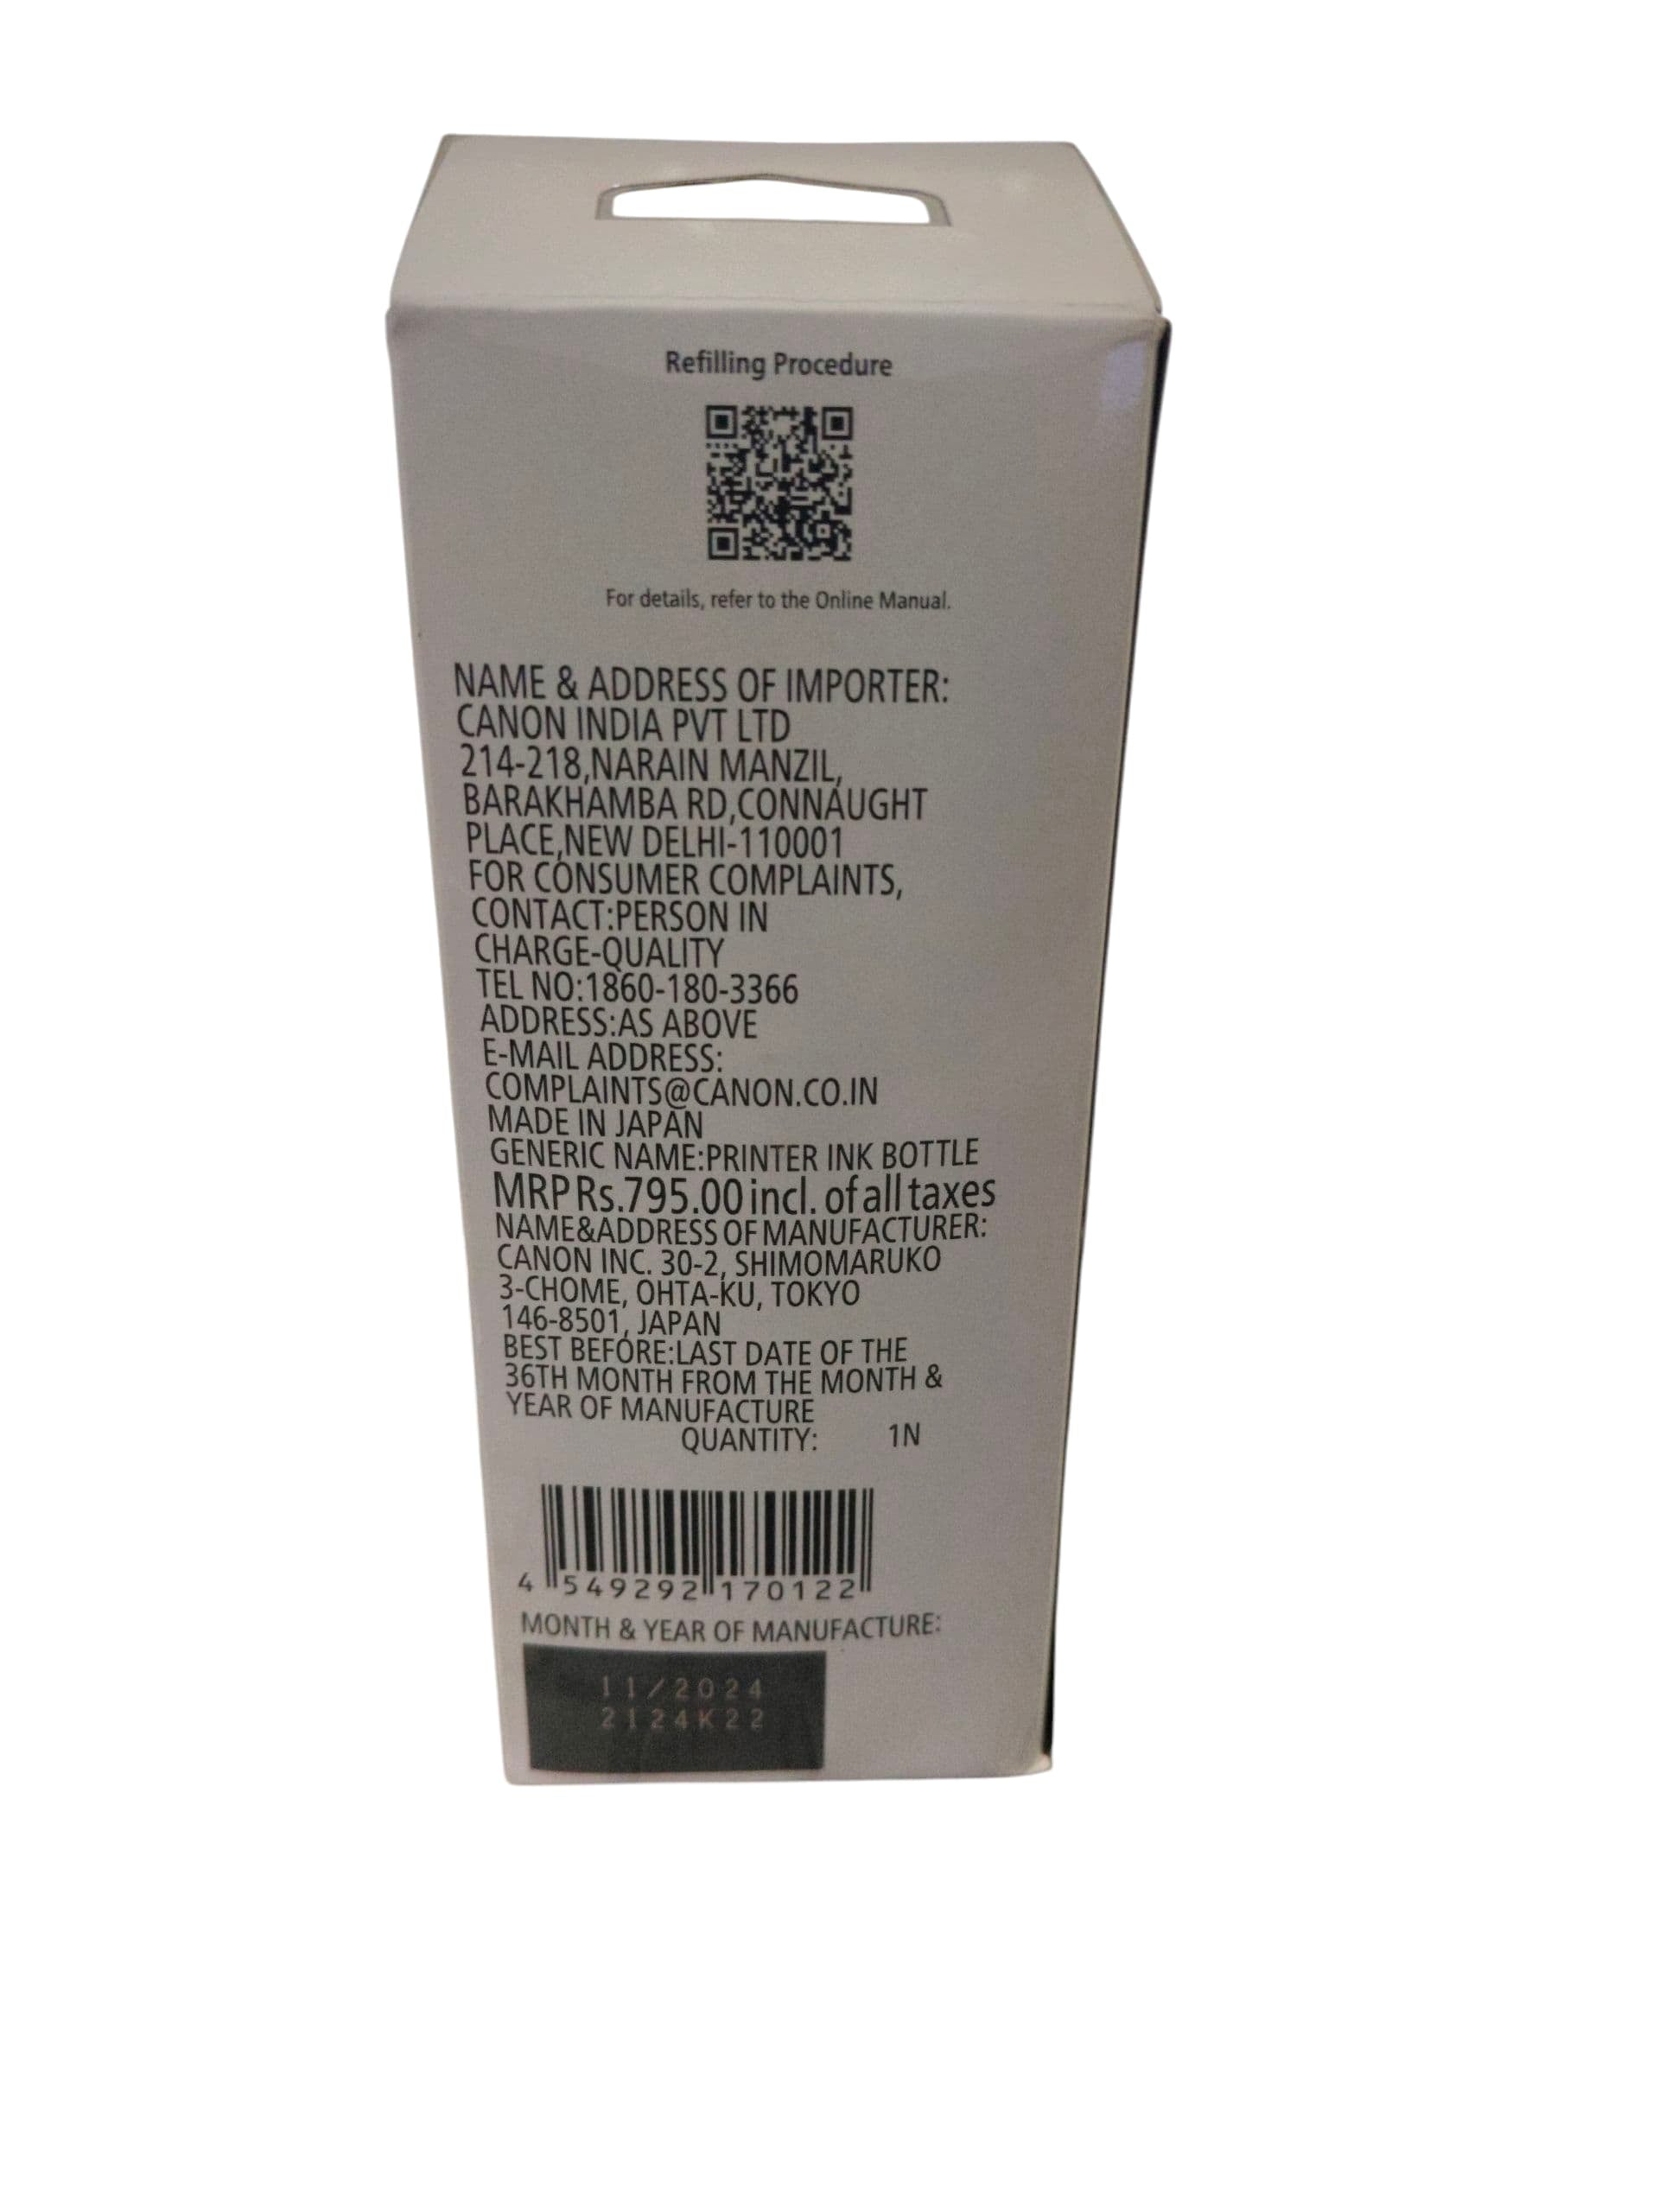 Refilling Procedure
For details, refer to the Online Manual.
NAME & ADDRESS OF IMPORTER:
CANON INDIA PVT LTD
214-218,NARAIN MANZIL,
BARAKHAMBA RD,CONNAUGHT
PLACE,NEW DELHI-110001
FOR CONSUMER COMPLAINTS,
CONTACT:PERSON IN
CHARGE-QUALITY
TEL NO:1860-180-3366
ADDRESS:AS ABOVE
E-MAIL ADDRESS:
COMPLAINTS@CANON.CO.IN
MADE IN JAPAN
GENERIC NAME:PRINTER INK BOTTLE
MRP Rs.795.00 incl. of all taxes
NAME&ADDRESS OF MANUFACTURER:
CANON INC. 30-2, SHIMOMARUKO
3-CHOME, OHTA-KU, TOKYO
146-8501, JAPAN
BEST BEFORE:LAST DATE OF THE
36TH MONTH FROM THE MONTH &
YEAR OF MANUFACTURE
QUANTITY: 1N
4 549292 170122
MONTH & YEAR OF MANUFACTURE:
11/2024
2124K22